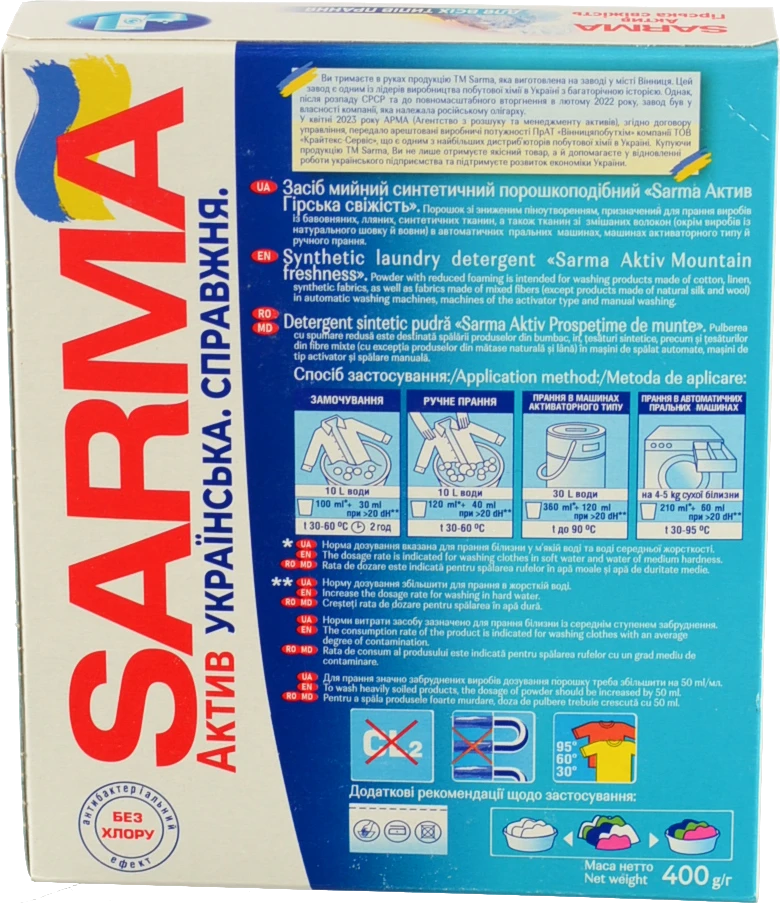 ДЛЯ ВСІХ ТИПІВ ПРАННЯ
SARMA
Актив
Гірська свіжість
SARMA
Актив УКРАЇНСЬКА. СПРАВЖНЯ.
Ви тримаєте в руках продукцію ТМ Sarma, яка виготовлена на заводі у місті Вінниця. Цей
завод є одним із лідерів виробництва побутової хімії в Україні з багаторічною історією. Однак,
після розпаду СРСР та до повномасштабного вторгнення в лютому 2022 року, завод був у
власності компанії, яка належала російському олігарху.
У квітні 2023 року АРМА (Агентство з розшуку та менеджменту активів), згідно договору
управління, передало арештовані виробничі потужності ПрАТ «Вінницяпобутхім» компанії ТОВ
«Крайтекс-Сервіс», що є одним з найбільших дистриб'юторів побутової хімії в Україні. Купуючи
продукцію ТМ Sarma, Ви не лише отримуєте якісний товар, а й допомагаєте у відновленні
роботи українського підприємства та підтримуєте розвиток економіки України.
UA Засіб мийний синтетичний порошкоподібний «Sarma Актив
Гірська свіжість». Порошок зі зниженим піноутворенням, призначений для прання виробів
із бавовняних, лляних, синтетичних тканин, а також тканин зі змішаних волокон (окрім виробів із
натурального шовку й вовни) в автоматичних пральних машинах, машинах активаторного типу й
ручного прання.
EN Synthetic laundry detergent «Sarma Aktiv Mountain
freshness». Powder with reduced foaming is intended for washing products made of cotton, linen,
synthetic fabrics, as well as fabrics made of mixed fibers (except products made of natural silk and wool)
in automatic washing machines, machines of the activator type and manual washing.
RO MD Detergent sintetic pudră «Sarma Aktiv Prospețime de munte». Pulberea
cu spumare redusă este destinată spălării produselor din bumbac, in, țesături sintetice, precum și țesăturilor
din fibre mixte (cu excepția produselor din mătase naturală și lână) în mașini de spălat automate, mașini de
tip activator și spălare manuală.
Спосіб застосування:/Application method:/Metoda de aplicare:
ЗАМОЧУВАННЯ
10 L води
100 ml*+ 30 ml
при >20 dH**
t 30-60 ºC 2 год
РУЧНЕ ПРАННЯ
10 L води
120 ml*+ 40 ml
при >20 dH**
t 30-60 ºC
ПРАННЯ В МАШИНАХ
АКТИВАТОРНОГО ТИПУ
30 L води
360 ml*+ 120 ml
при >20 dH**
t до 90 ºC
ПРАННЯ В АВТОМАТИЧНИХ
ПРАЛЬНИХ МАШИНАХ
на 4-5 kg сухої білизни
210 ml*+ 60 ml
при >20 dH**
t 30-95 ºC
* UA Норма дозування вказана для прання білизни у м'якій воді та воді середньої жорсткості.
EN The dosage rate is indicated for washing clothes in soft water and water of medium hardness.
RO MD Rata de dozare este indicată pentru spălarea rufelor în apă moale și apă de duritate medie.
** UA Норму дозування збільшити для прання в жорсткій воді.
EN Increase the dosage rate for washing in hard water.
RO MD Creșteți rata de dozare pentru spălarea în apă dură.
UA Норми витрати засобу зазначено для прання білизни із середнім ступенем забруднення.
EN The consumption rate of the product is indicated for washing clothes with an average
degree of contamination.
RO MD Rata de consum al produsului este indicată pentru spălarea rufelor cu un grad mediu de
contaminare.
UA Для прання значно забруднених виробів дозування порошку треба збільшити на 50 ml/мл.
EN To wash heavily soiled products, the dosage of powder should be increased by 50 ml.
RO MD Pentru a spăla produsele foarte murdare, doza de pulbere trebuie crescută cu 50 ml.
CL2
95°
60°
30°
Додаткові рекомендації щодо застосування:
антибактеріальний
БЕЗ
ХЛОРУ
ефект
Маса нетто
Net weight 400 g/г